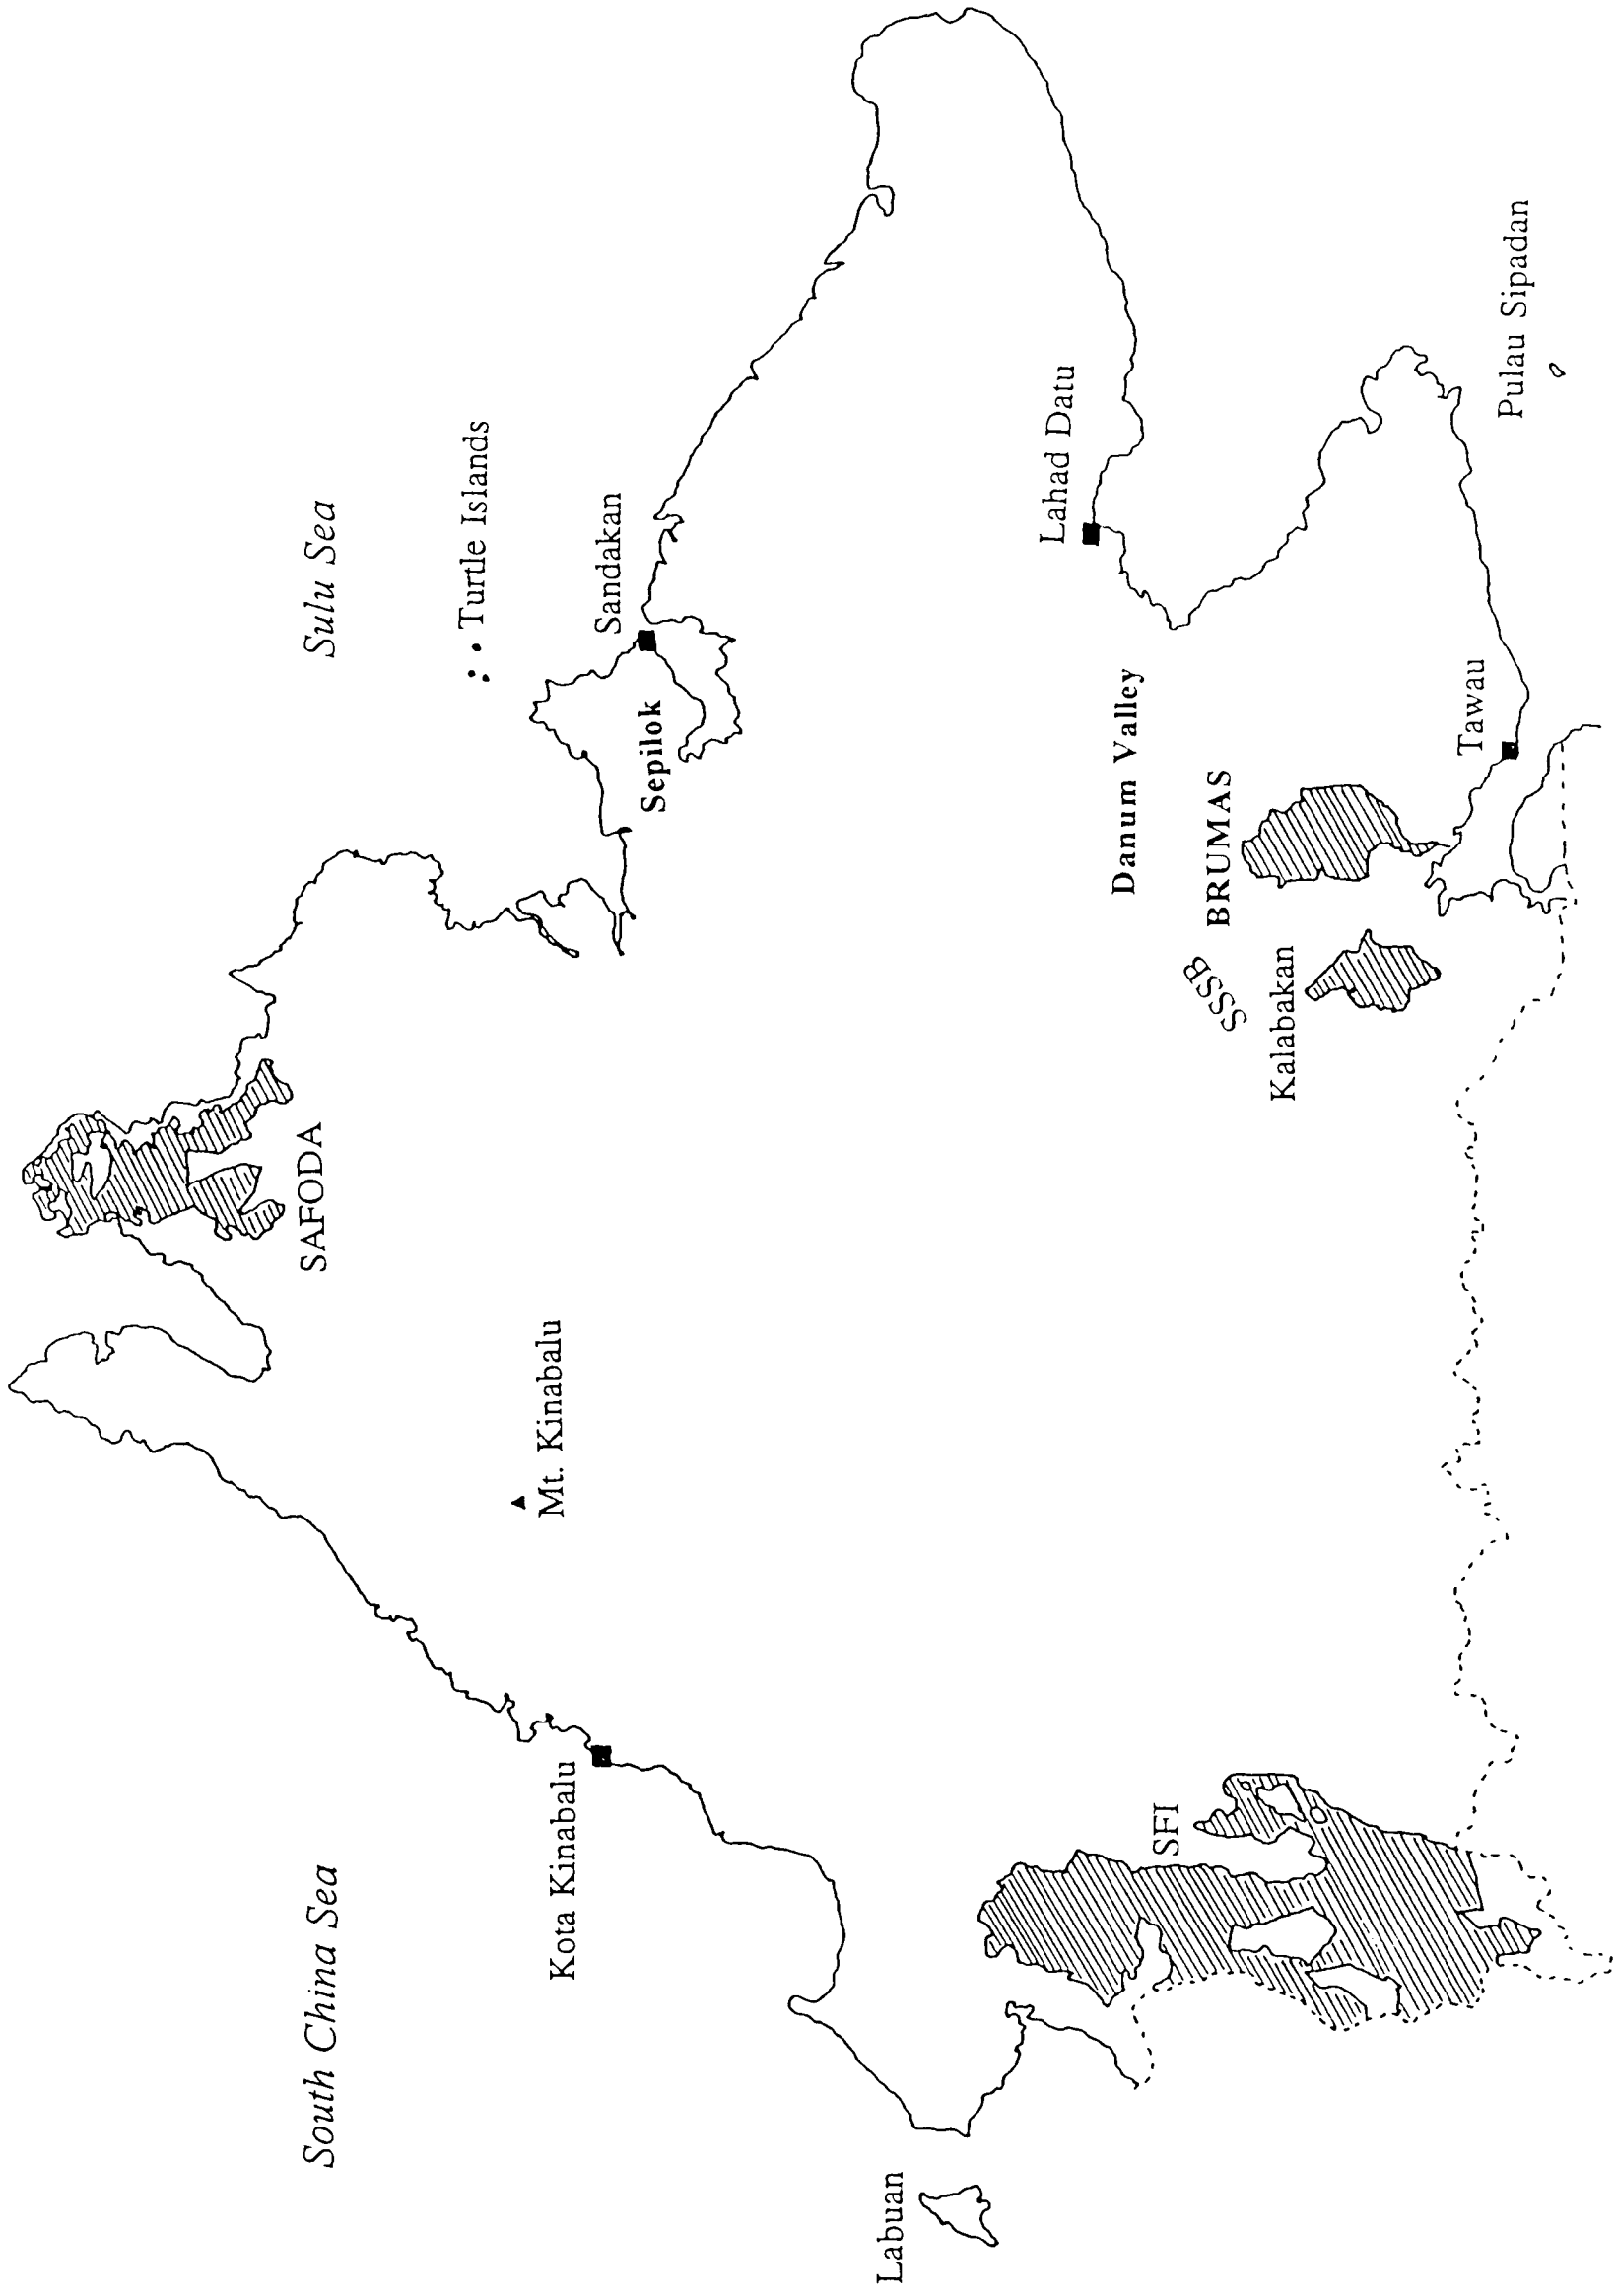 South China Sea
Sulu Sea
SAFODA
Turtle Islands
Mt. Kinabalu
Kota Kinabalu
Sandakan
Sepilok
Labuan
Lahad Datu
Danum Valley
SFI
SSSB
BRUMAS
Kalabakan
Tawau
Pulau Sipadan